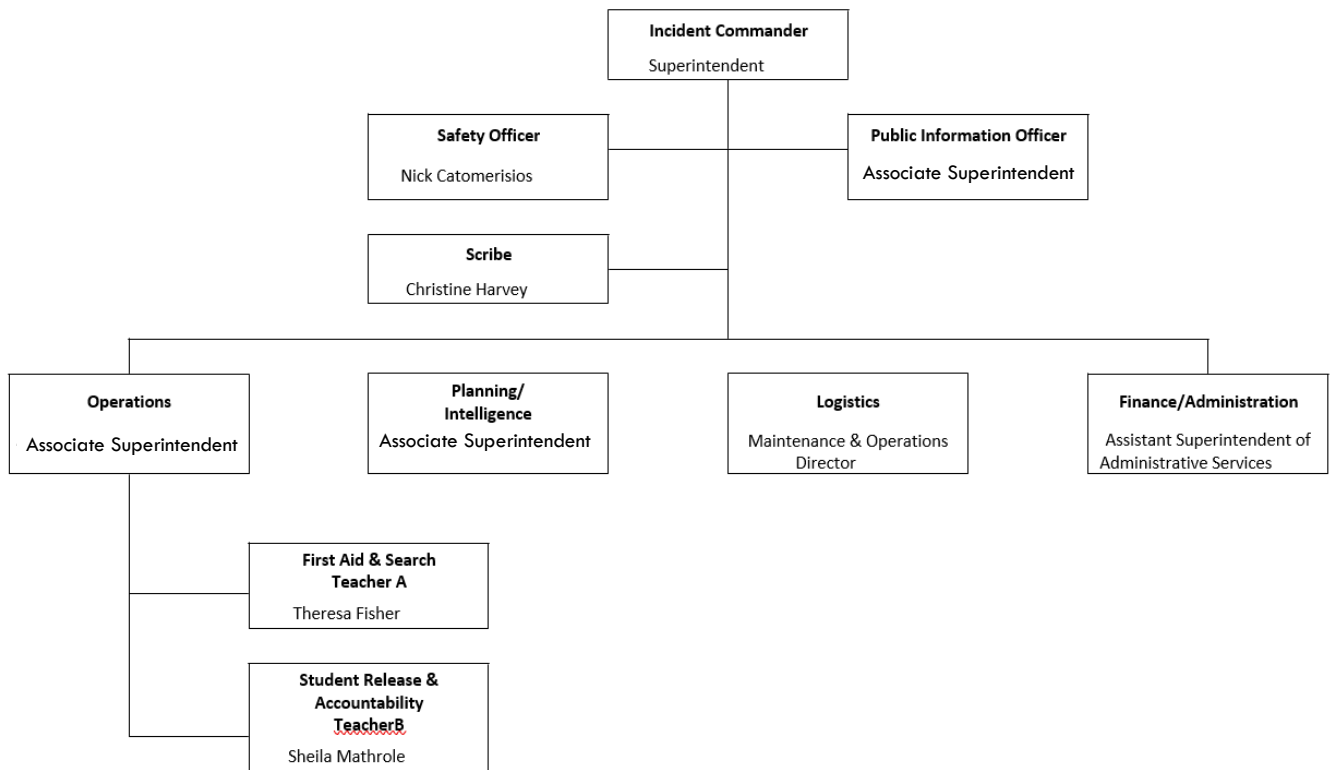 Incident Commander
Superintendent
Safety Officer
Nick Catomerisios
Public Information Officer
Associate Superintendent
Scribe
Christine Harvey
Operations
Associate Superintendent
Planning/
Intelligence
Associate Superintendent
Logistics
Maintenance & Operations
Director
Finance/Administration
Assistant Superintendent of
Administrative Services
First Aid & Search
Teacher A
Theresa Fisher
Student Release &
Accountability
TeacherB
Sheila Mathrole